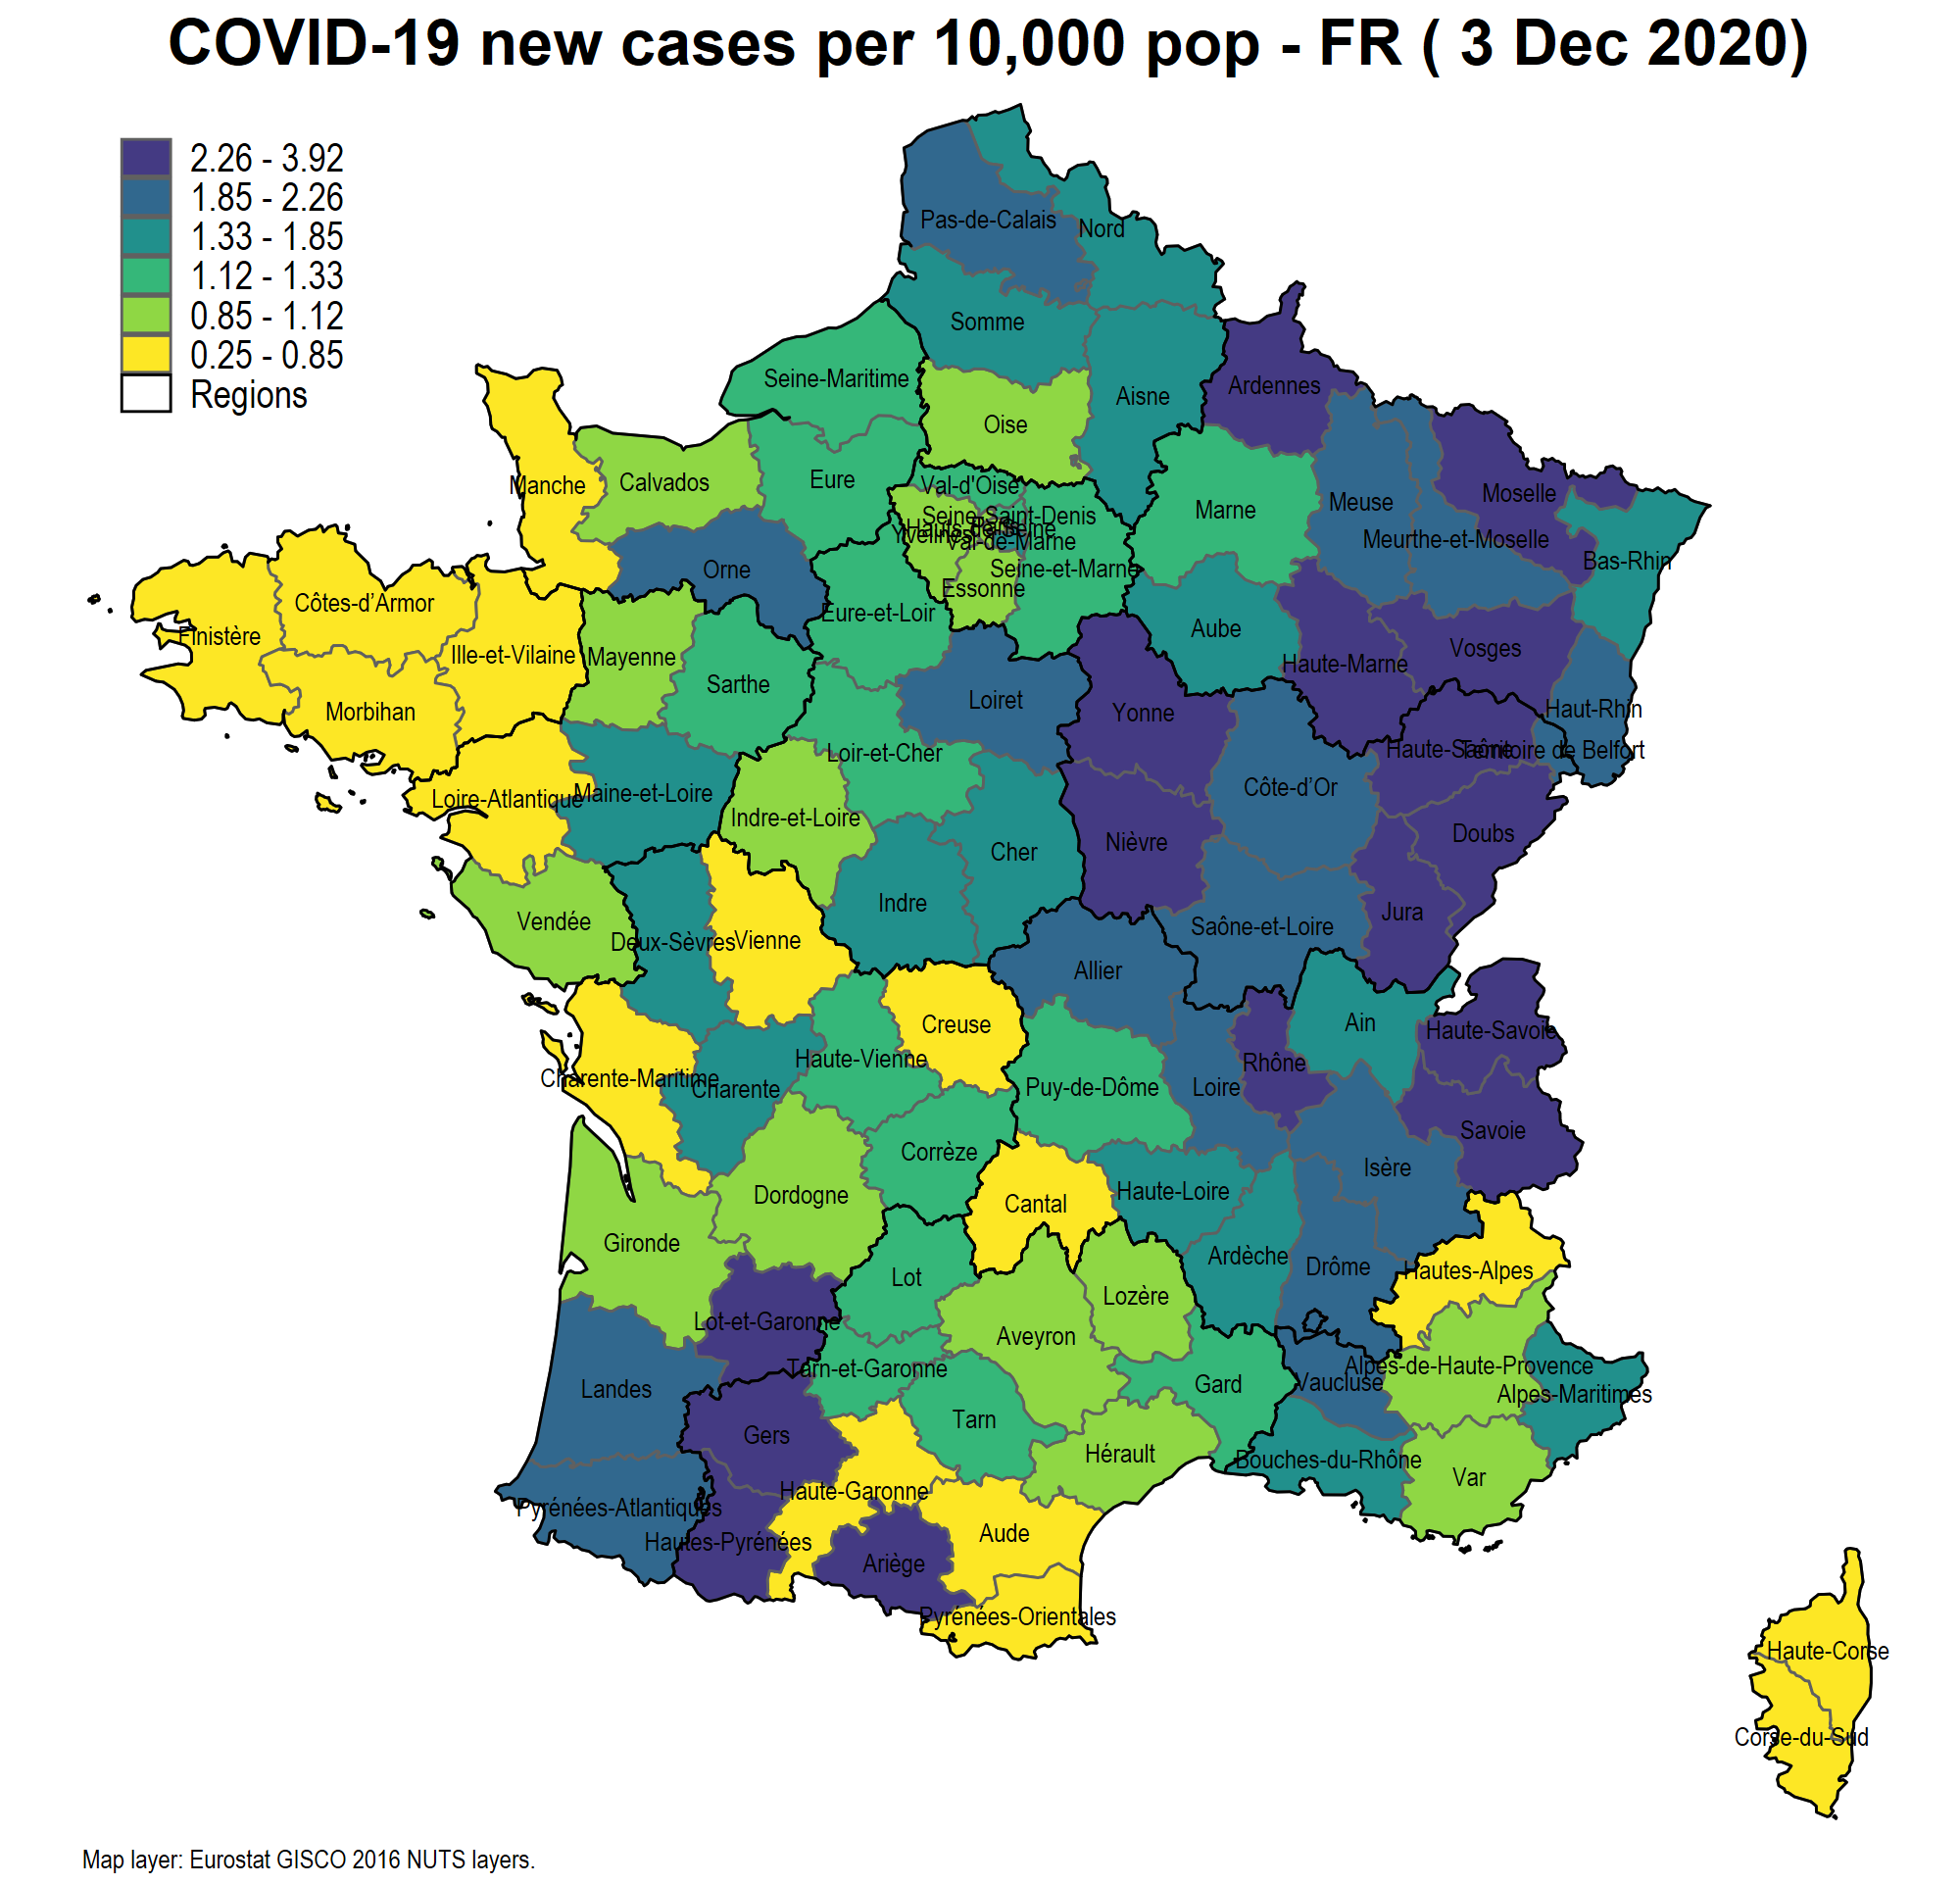 COVID-19 new cases per 10,000 pop - FR ( 3 Dec 2020)
2.26 - 3.92
1.85 - 2.26
1.33 - 1.85
1.12 - 1.33
0.85 - 1.12
0.25 - 0.85
Regions
Pas-de-Calais
Nord
Somme
Seine-Maritime
Ardennes
Aisne
Oise
Manche
Calvados
Eure
Val-d'Oise
Moselle
Meuse
Marne
Seine-Saint-Denis
Paris
Hauts-de-Seine
Yvelines
Val-de-Marne
Meurthe-et-Moselle
Bas-Rhin
Orne
Seine-et-Marne
Essonne
Côtes-d’Armor
Eure-et-Loir
Finistère
Aube
Ille-et-Vilaine
Mayenne
Vosges
Haute-Marne
Sarthe
Loiret
Morbihan
Yonne
Haut-Rhin
Loir-et-Cher
Haute-Saône
Territoire de Belfort
Côte-d’Or
Loire-Atlantique
Maine-et-Loire
Indre-et-Loire
Doubs
Nièvre
Cher
Indre
Jura
Vendée
Saône-et-Loire
Deux-Sèvres
Vienne
Allier
Creuse
Ain
Haute-Savoie
Haute-Vienne
Rhône
Charente-Maritime
Charente
Puy-de-Dôme
Loire
Savoie
Corrèze
Isère
Dordogne
Haute-Loire
Cantal
Gironde
Ardèche
Drôme
Hautes-Alpes
Lot
Lozère
Lot-et-Garonne
Aveyron
Tarn-et-Garonne
Alpes-de-Haute-Provence
Landes
Gard
Vaucluse
Alpes-Maritimes
Tarn
Gers
Hérault
Bouches-du-Rhône
Var
Haute-Garonne
Pyrénées-Atlantiques
Aude
Hautes-Pyrénées
Ariège
Pyrénées-Orientales
Haute-Corse
Corse-du-Sud
Map layer: Eurostat GISCO 2016 NUTS layers.